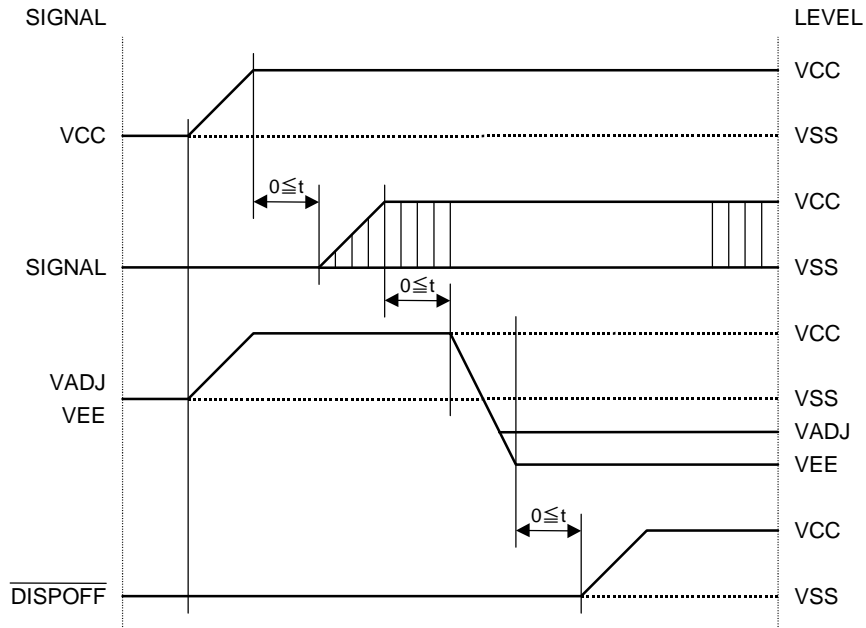 SIGNAL LEVEL
VCC
VCC VSS
0≦t VCC
SIGNAL VSS
0≦t
VCC
VADJ
VSS
VEE
VADJ
VEE
0≦t
VCC
DISPOFF VSS